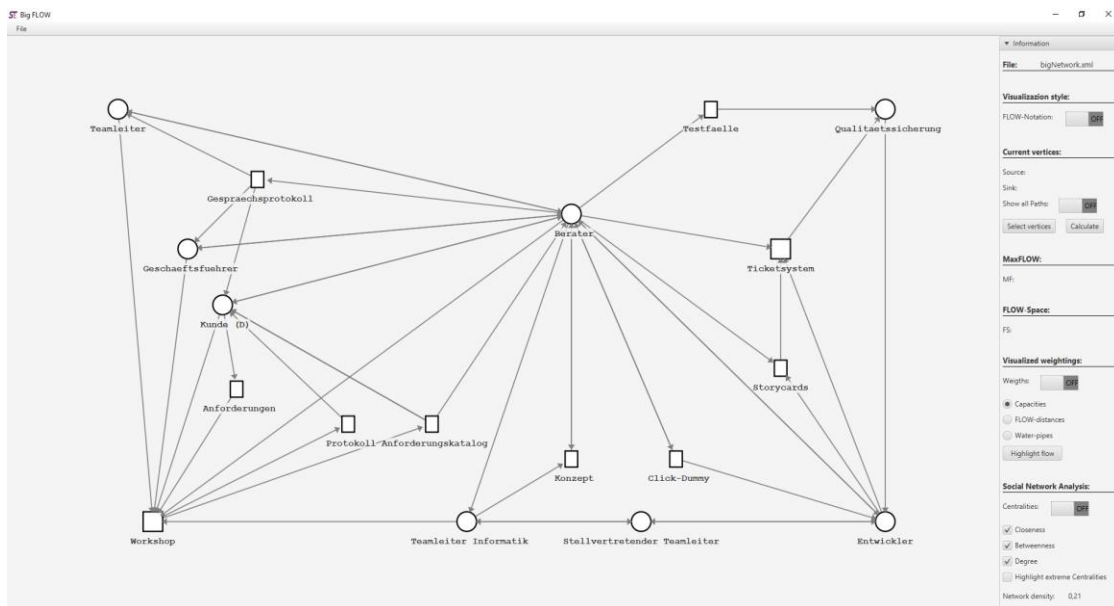 Big FLOW
File
Teamleiter
Gespraechsprotokoll
Geschaeftsfuehrer
Kunde (D)
Anforderungen
Protokoll
Anforderungskatalog
Workshop
Testfaelle
Qualitaetssicherung
Berater
Ticketsystem
Storycards
Konzept
Click-Dummy
Teamleiter Informatik
Stellvertretender Teamleiter
Entwickler
Information
File: bigNetwork.xml
Visualizazion style:
FLOW-Notation: OFF
Current vertices:
Source:
Sink:
Show all Paths: OFF
Select vertices Calculate
MaxFLOW:
MF:
FLOW-Space:
FS:
Visualized weightings:
Weigths: OFF
Capacities
FLOW-distances
Water-pipes
Highlight flow
Social Network Analysis:
Centralities: OFF
Closeness
Betweenness
Degree
Highlight extreme Centralities
Network density: 0,21